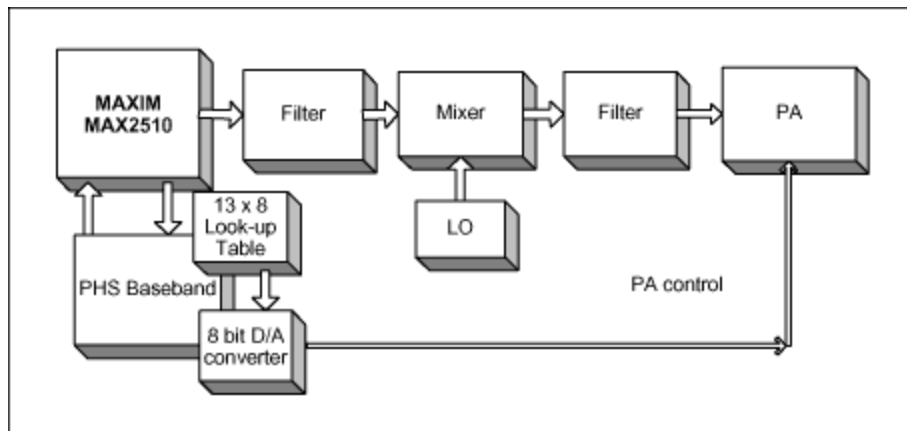 MAXIM
MAX2510
Filter
Mixer
Filter
PA
13 x 8
Look-up
Table
LO
PHS Baseband
PA control
8 bit D/A
converter